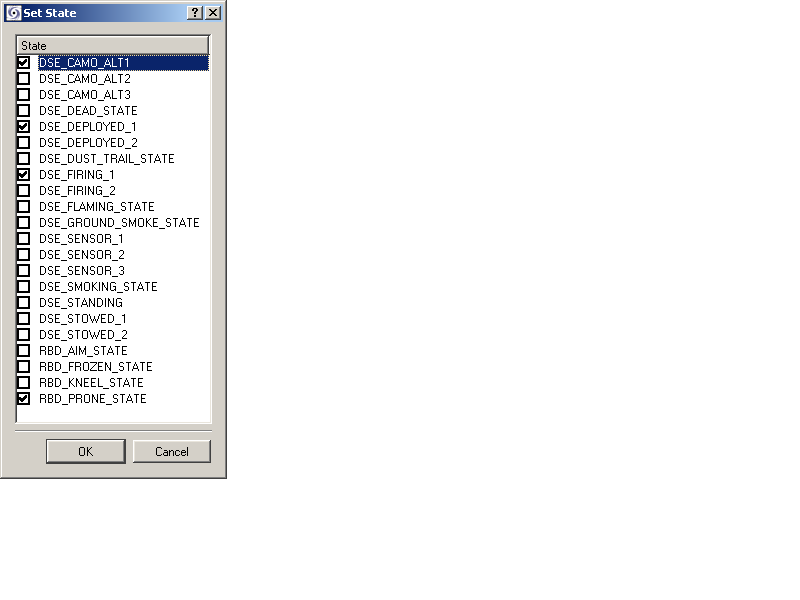 Set State
State
DSE_CAMO_ALT1
DSE_CAMO_ALT2
DSE_CAMO_ALT3
DSE_DEAD_STATE
DSE_DEPLOYED_1
DSE_DEPLOYED_2
DSE_DUST_TRAIL_STATE
DSE_FIRING_1
DSE_FIRING_2
DSE_FLAMING_STATE
DSE_GROUND_SMOKE_STATE
DSE_SENSOR_1
DSE_SENSOR_2
DSE_SENSOR_3
DSE_SMOKING_STATE
DSE_STANDING
DSE_STOWED_1
DSE_STOWED_2
RBD_AIM_STATE
RBD_FROZEN_STATE
RBD_KNEEL_STATE
RBD_PRONE_STATE
OK Cancel